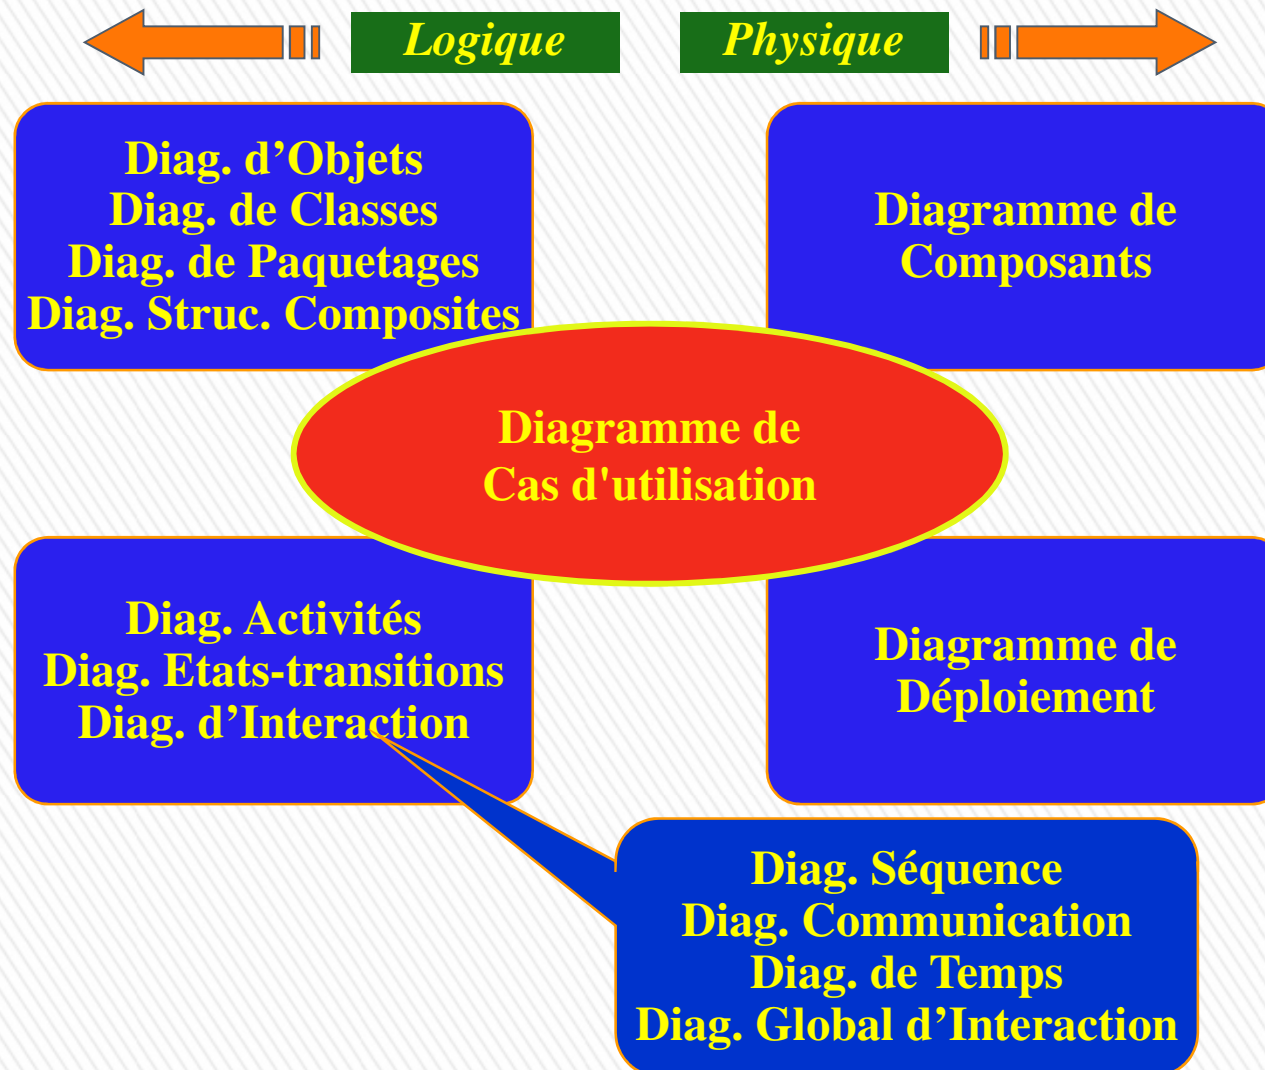 Logique
Physique
Diag. d’Objets
Diag. de Classes
Diag. de Paquetages
Diag. Struc. Composites
Diagramme de
Composants
Diagramme de
Cas d'utilisation
Diag. Activités
Diag. Etats-transitions
Diag. d’Interaction
Diagramme de
Déploiement
Diag. Séquence
Diag. Communication
Diag. de Temps
Diag. Global d’Interaction